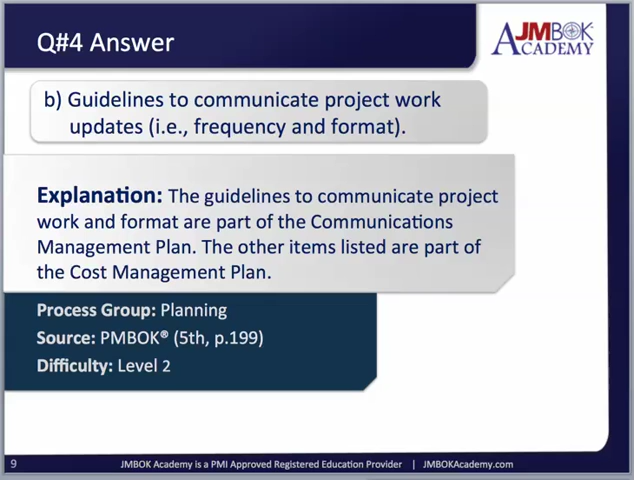 Q#4 Answer
JMBOK
ACADEMY
b) Guidelines to communicate project work
updates (i.e., frequency and format).
Explanation: The guidelines to communicate project
work and format are part of the Communications
Management Plan. The other items listed are part of
the Cost Management Plan.
Process Group: Planning
Source: PMBOK® (5th, p.199)
Difficulty: Level 2
9
JMBOK Academy is a PMI Approved Registered Education Provider | JMBOKAcademy.com